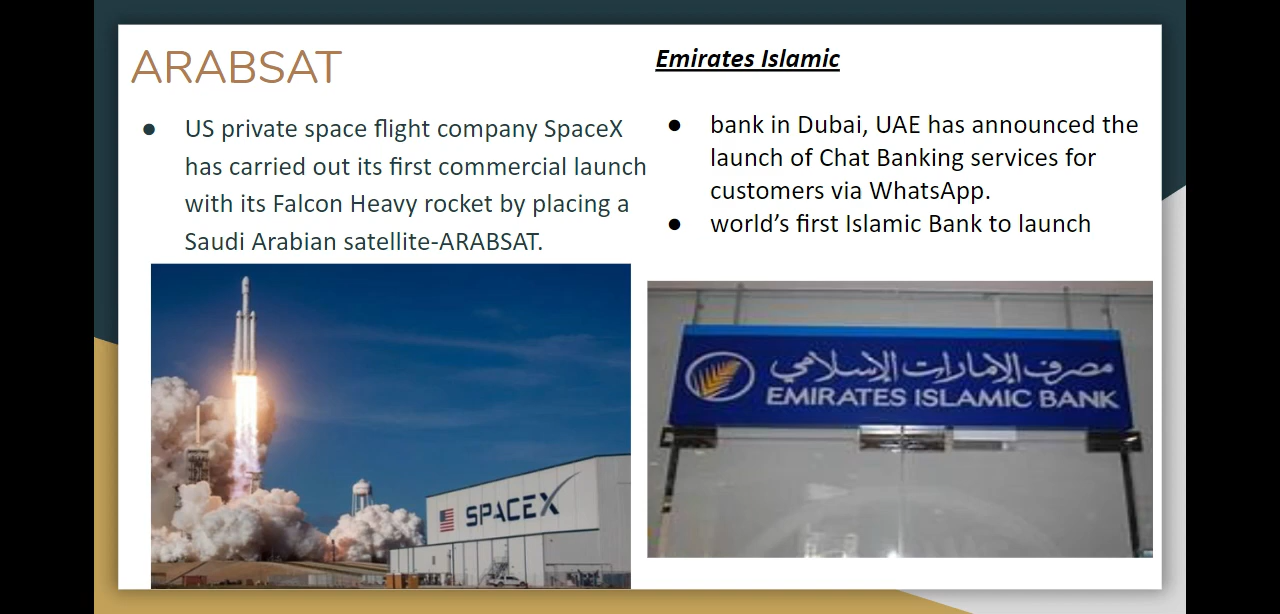 ARABSAT
● US private space flight company SpaceX
has carried out its first commercial launch
with its Falcon Heavy rocket by placing a
Saudi Arabian satellite-ARABSAT.
SPACEX
Emirates Islamic
● bank in Dubai, UAE has announced the
launch of Chat Banking services for
customers via WhatsApp.
● world’s first Islamic Bank to launch
مصرف الإمارات الإسلامي
EMIRATES ISLAMIC BANK